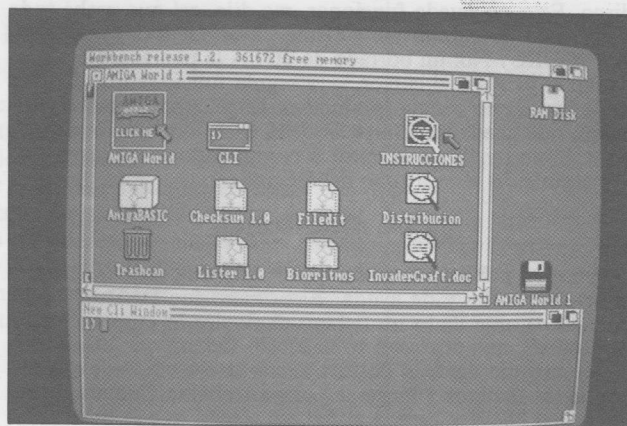 Workbench release 1.2. 361672 free memory
AMIGA World 1
RAM Disk
AMIGA
WORLD
CLICK ME
1>
AMIGA World
CLI
INSTRUCCIONES
AmigaBASIC
Checksum 1.0
Filedit
Distribucion
Trashcan
Lister 1.0
Biorritmos
InvaderCraft.doc
AMIGA World 1
New Cli Window
1>